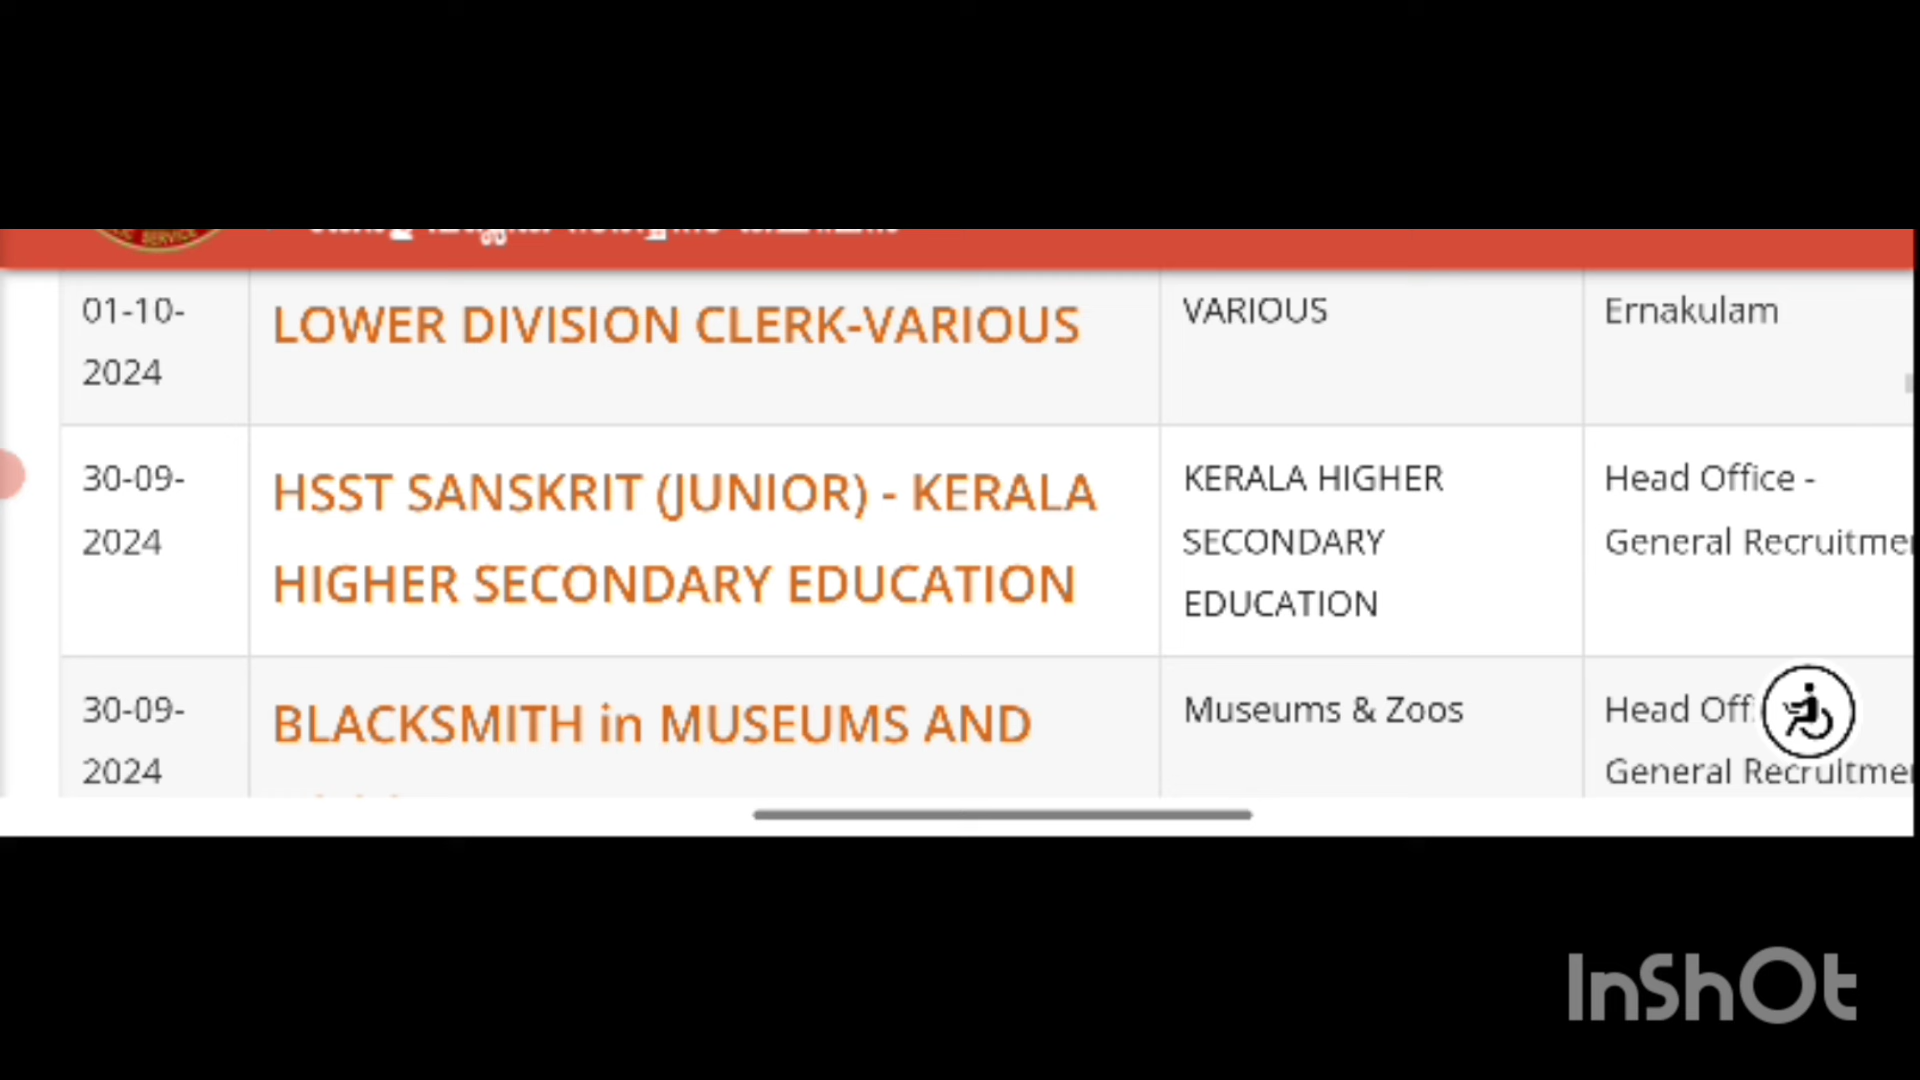 SERVICE
01-10-
2024
LOWER DIVISION CLERK-VARIOUS
VARIOUS
Ernakulam
30-09-
2024
HSST SANSKRIT (JUNIOR) - KERALA
HIGHER SECONDARY EDUCATION
KERALA HIGHER
SECONDARY
EDUCATION
Head Office -
General Recruitme
30-09-
2024
BLACKSMITH in MUSEUMS AND
Museums & Zoos
Head Off
General Recruitme
InShOt